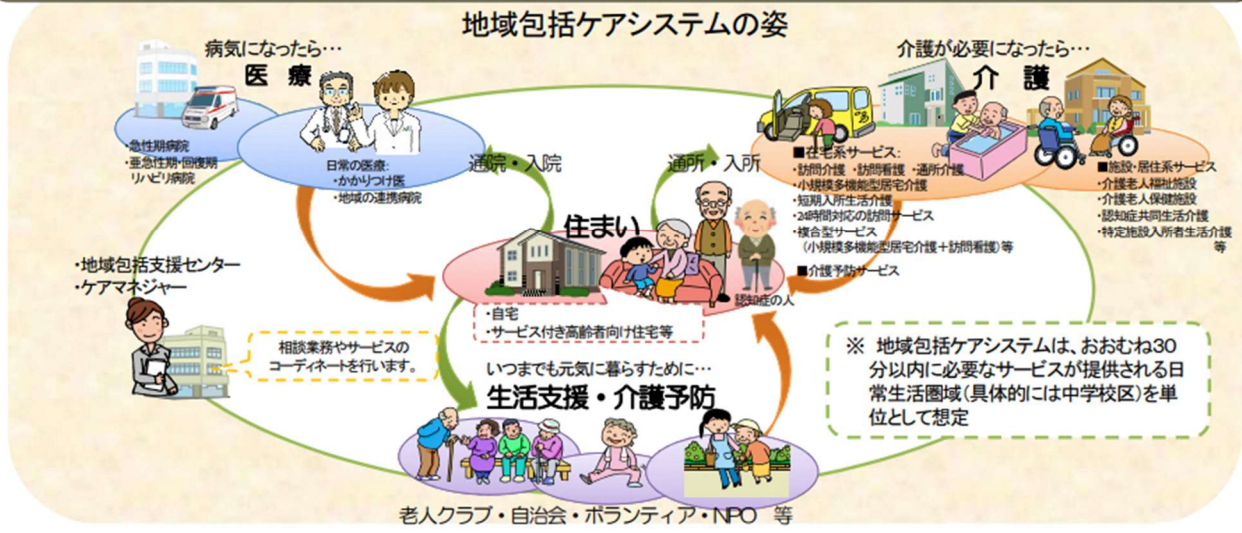 地域包括ケアシステムの姿
病気になったら…
医 療
・急性期病院
・亜急性期・回復期
リハビリ病院
日常の医療:
・かかりつけ医
・地域の連携病院
通院・入院
通所・入所
介護が必要になったら…
介 護
■在宅系サービス:
・訪問介護 ・訪問看護 ・通所介護
・小規模多機能型居宅介護
・短期入所生活介護
・24時間対応の訪問サービス
・複合型サービス
(小規模多機能型居宅介護+訪問看護)等
■介護予防サービス
■施設・居住系サービス
・介護老人福祉施設
・介護老人保健施設
・認知症共同生活介護
・特定施設入所者生活介護
等
住まい
認知症の人
・自宅
・サービス付き高齢者向け住宅等
・地域包括支援センター
・ケアマネジャー
相談業務やサービスの
コーディネートを行います。
いつまでも元気に暮らすために…
生活支援・介護予防
老人クラブ・自治会・ボランティア・NPO 等
※ 地域包括ケアシステムは、おおむね30
分以内に必要なサービスが提供される日
常生活圏域(具体的には中学校区)を単
位として想定